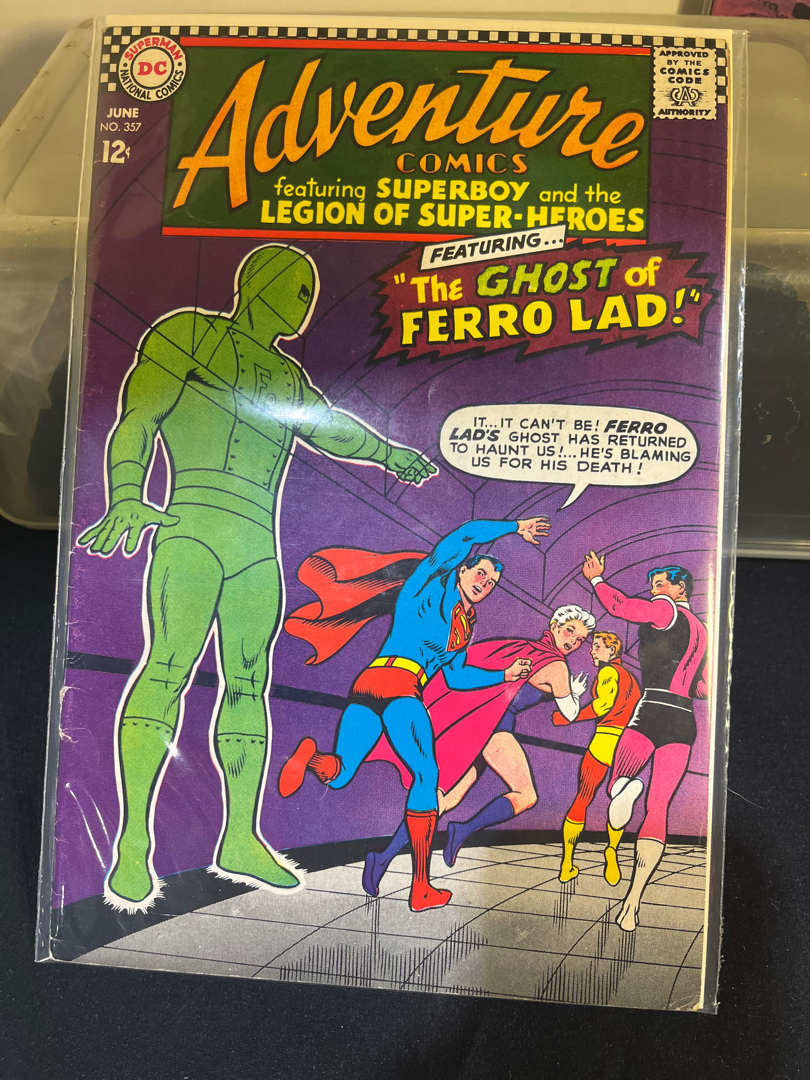 SUPERMAN
DC
NATIONAL COMICS
JUNE
NO. 357
12¢
APPROVED
BY THE
COMICS
CODE
CA
AUTHORITY
Adventure
COMICS
featuring SUPERBOY and the
LEGION OF SUPER-HEROES
FEATURING...
"THE GHOST of
FERRO LAD!"
IT...IT CAN'T BE! FERRO
LAD'S GHOST HAS RETURNED
TO HAUNT US!...HE'S BLAMING
US FOR HIS DEATH!
F
S